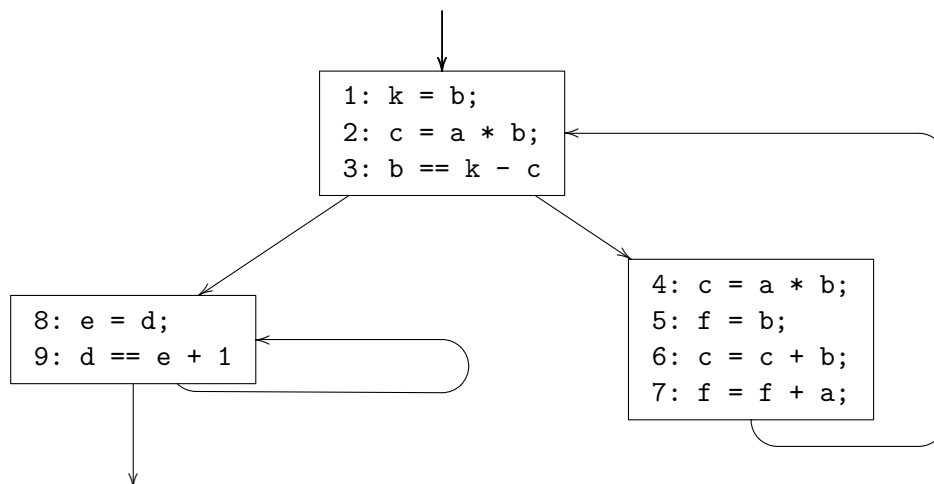 1: k = b;
2: c = a * b;
3: b == k - c
4: c = a * b;
5: f = b;
6: c = c + b;
7: f = f + a;
8: e = d;
9: d == e + 1